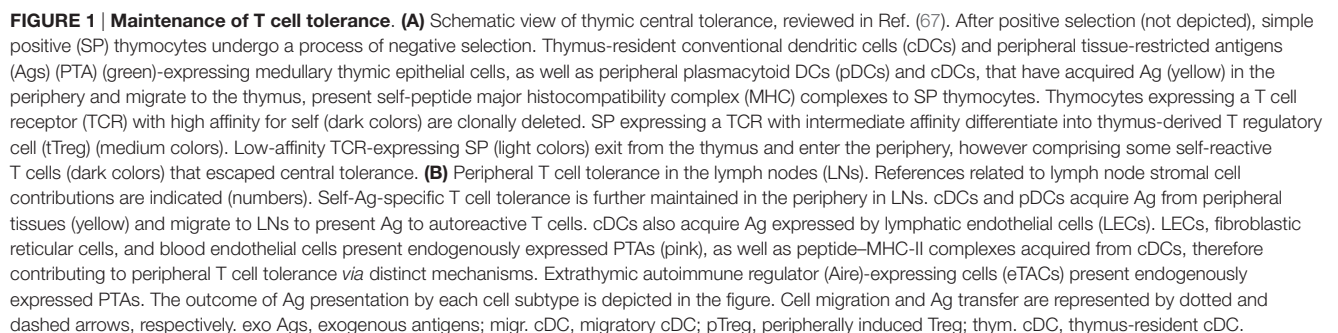 FIGURE 1 | Maintenance of T cell tolerance. (A) Schematic view of thymic central tolerance, reviewed in Ref. (67). After positive selection (not depicted), simple
positive (SP) thymocytes undergo a process of negative selection. Thymus-resident conventional dendritic cells (cDCs) and peripheral tissue-restricted antigens
(Ags) (PTA) (green)-expressing medullary thymic epithelial cells, as well as peripheral plasmacytoid DCs (pDCs) and cDCs, that have acquired Ag (yellow) in the
periphery and migrate to the thymus, present self-peptide major histocompatibility complex (MHC) complexes to SP thymocytes. Thymocytes expressing a T cell
receptor (TCR) with high affinity for self (dark colors) are clonally deleted. SP expressing a TCR with intermediate affinity differentiate into thymus-derived T regulatory
cell (tTreg) (medium colors). Low-affinity TCR-expressing SP (light colors) exit from the thymus and enter the periphery, however comprising some self-reactive
T cells (dark colors) that escaped central tolerance. (B) Peripheral T cell tolerance in the lymph nodes (LNs). References related to lymph node stromal cell
contributions are indicated (numbers). Self-Ag-specific T cell tolerance is further maintained in the periphery in LNs. cDCs and pDCs acquire Ag from peripheral
tissues (yellow) and migrate to LNs to present Ag to autoreactive T cells. cDCs also acquire Ag expressed by lymphatic endothelial cells (LECs). LECs, fibroblastic
reticular cells, and blood endothelial cells present endogenously expressed PTAs (pink), as well as peptide–MHC-II complexes acquired from cDCs, therefore
contributing to peripheral T cell tolerance via distinct mechanisms. Extrathymic autoimmune regulator (Aire)-expressing cells (eTACs) present endogenously
expressed PTAs. The outcome of Ag presentation by each cell subtype is depicted in the figure. Cell migration and Ag transfer are represented by dotted and
dashed arrows, respectively. exo Ags, exogenous antigens; migr. cDC, migratory cDC; pTreg, peripherally induced Treg; thym. cDC, thymus-resident cDC.